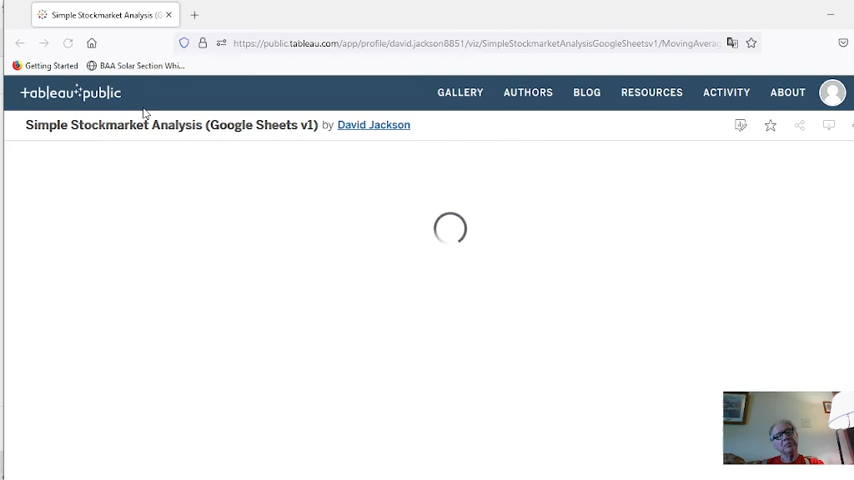 Simple Stockmarket Analysis (G
https://public.tableau.com/app/profile/david.jackson8851/viz/SimpleStockmarketAnalysisGoogleSheetsv1/MovingAverag
Getting Started BAA Solar Section Whi...
+ableau public GALLERY AUTHORS BLOG RESOURCES ACTIVITY ABOUT
Simple Stockmarket Analysis (Google Sheets v1) by David Jackson